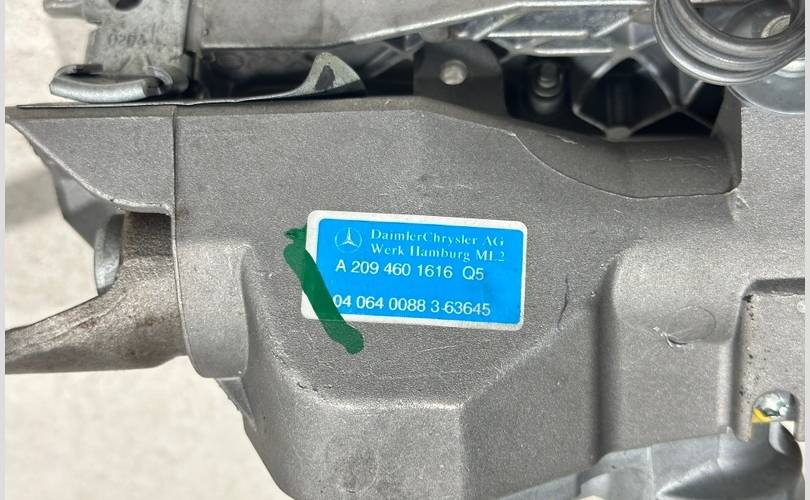 DaimlerChrysler AG
Werk Hamburg ML2
A 209 460 1616 Q5
04 064 0088 3-63645